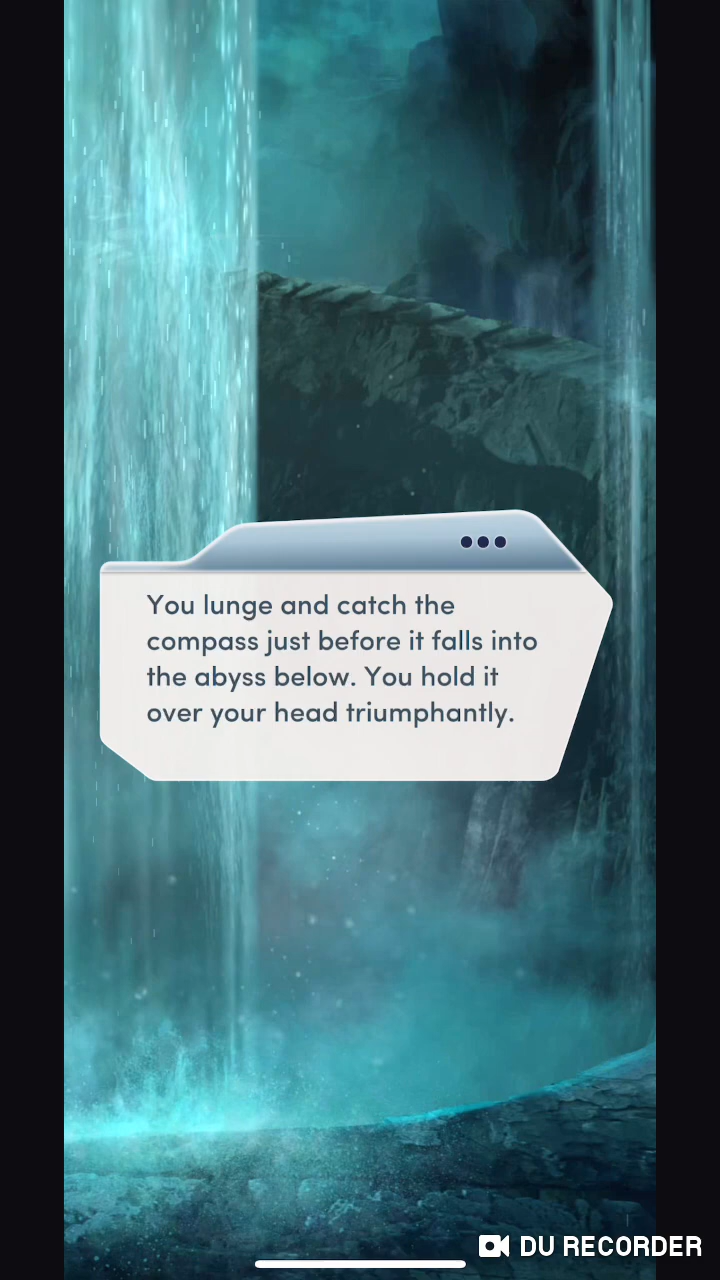 You lunge and catch the
compass just before it falls into
the abyss below. You hold it
over your head triumphantly.
DU RECORDER